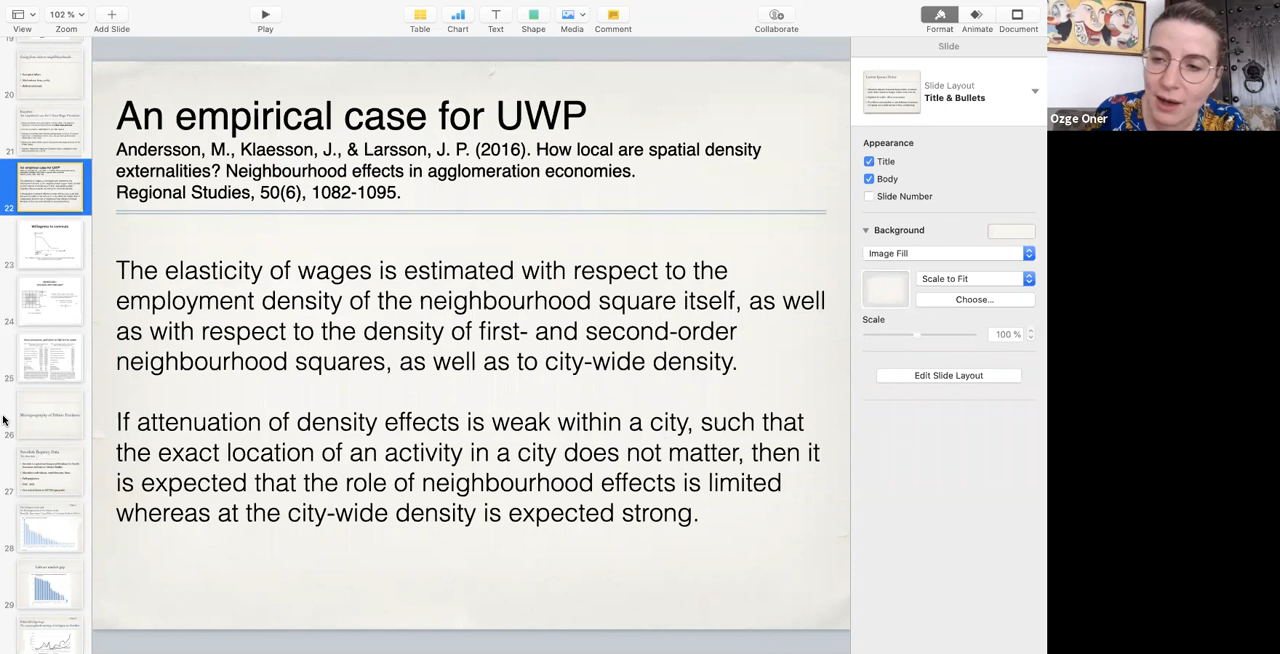 102 %
View
Zoom
Add Slide
Play
Table
Chart
Text
Shape
Media
Comment
Collaborate
Format
Animate
Document
Slide
Slide Layout
Title & Bullets
Appearance
Title
Body
Slide Number
Background
Image Fill
Scale to Fit
Choose...
Scale
100 %
Edit Slide Layout
Ozge Oner
19
20
21
22
23
24
25
26
27
28
29
An empirical case for UWP
Andersson, M., Klaesson, J., & Larsson, J. P. (2016). How local are spatial density
externalities? Neighbourhood effects in agglomeration economies.
Regional Studies, 50(6), 1082-1095.
The elasticity of wages is estimated with respect to the
employment density of the neighbourhood square itself, as well
as with respect to the density of first- and second-order
neighbourhood squares, as well as to city-wide density.
If attenuation of density effects is weak within a city, such that
the exact location of an activity in a city does not matter, then it
is expected that the role of neighbourhood effects is limited
whereas at the city-wide density is expected strong.